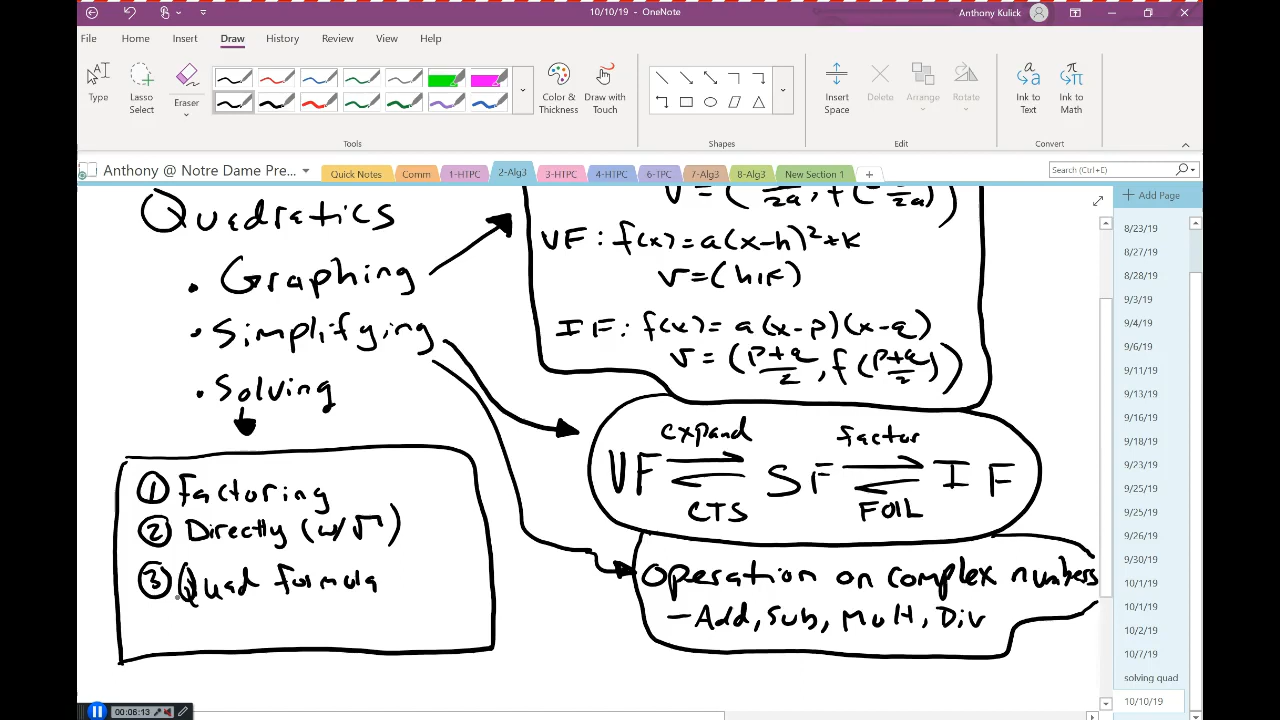 10/10/19 - OneNote
Anthony Kulick
File Home Insert Draw History Review View Help
Type
Lasso Select
Eraser
Color & Thickness
Draw with Touch
Insert Space
Delete
Arrange
Rotate
Ink to Text
Ink to Math
Tools
Shapes
Edit
Convert
Anthony @ Notre Dame Pre...
Quick Notes Comm 1-HTPC 2-Alg3 3-HTPC 4-HTPC 6-TPC 7-Alg3 8-Alg3 New Section 1
Search (Ctrl+E)
Add Page
8/23/19
8/27/19
8/28/19
9/3/19
9/4/19
9/6/19
9/11/19
9/13/19
9/16/19
9/18/19
9/23/19
9/25/19
9/25/19
9/26/19
9/30/19
10/1/19
10/1/19
10/2/19
10/7/19
solving quad
10/10/19
Quadratics
• Graphing
• Simplifying
• Solving
① Factoring
② Directly (w/√)
③ Quad formula
VF: f(x) = a(x-h)²+k
V=(h,k)
IF: f(x) = a(x-p)(x-q)
V = (p+q/2, f(p+q/2))
expand
factor
VF ⇌ SF ⇌ IF
CTS
FOIL
Operation on complex numbers
- Add, Sub, Mult, Div
00:06:13